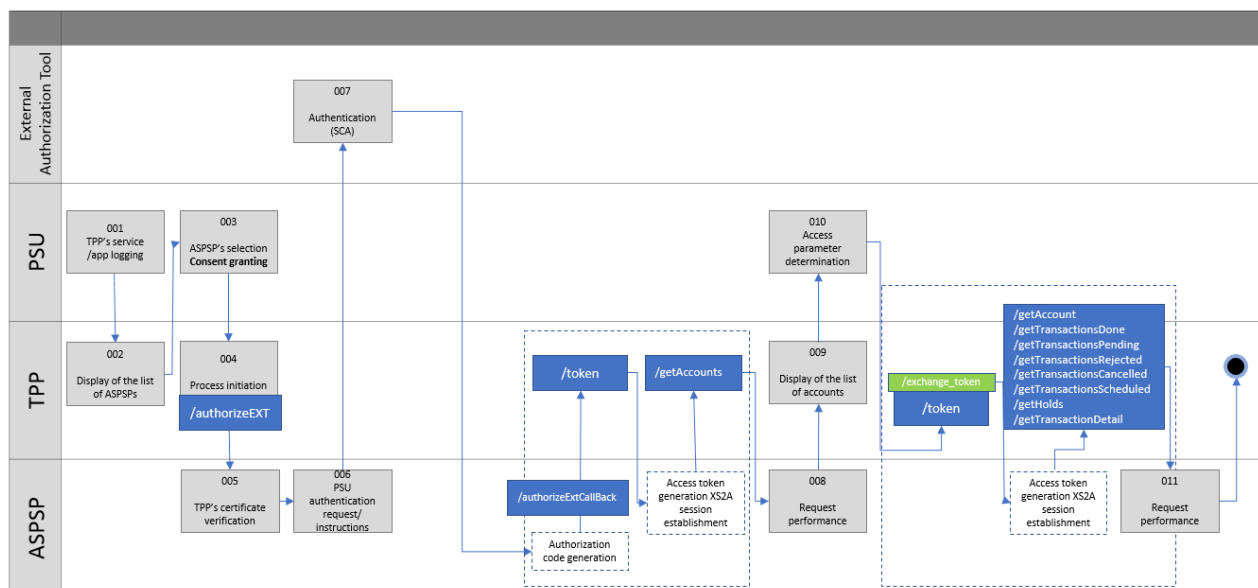 External
Authorization Tool
007
Authentication
(SCA)
PSU
001
TPP's service
/app logging
003
ASPSP's selection
Consent granting
010
Access
parameter
determination
TPP
002
Display of the list
of ASPSPs
004
Process initiation
/authorizeEXT
/token
/getAccounts
009
Display of the list
of accounts
/exchange_token
/token
/getAccount
/getTransactionsDone
/getTransactionsPending
/getTransactionsRejected
/getTransactionsCancelled
/getTransactionsScheduled
/getHolds
/getTransactionDetail
ASPSP
005
TPP's certificate
verification
006
PSU
authentication
request/
instructions
/authorizeExtCallBack
Authorization
code generation
Access token
generation XS2A
session
establishment
008
Request
performance
Access token
generation XS2A
session
establishment
011
Request
performance